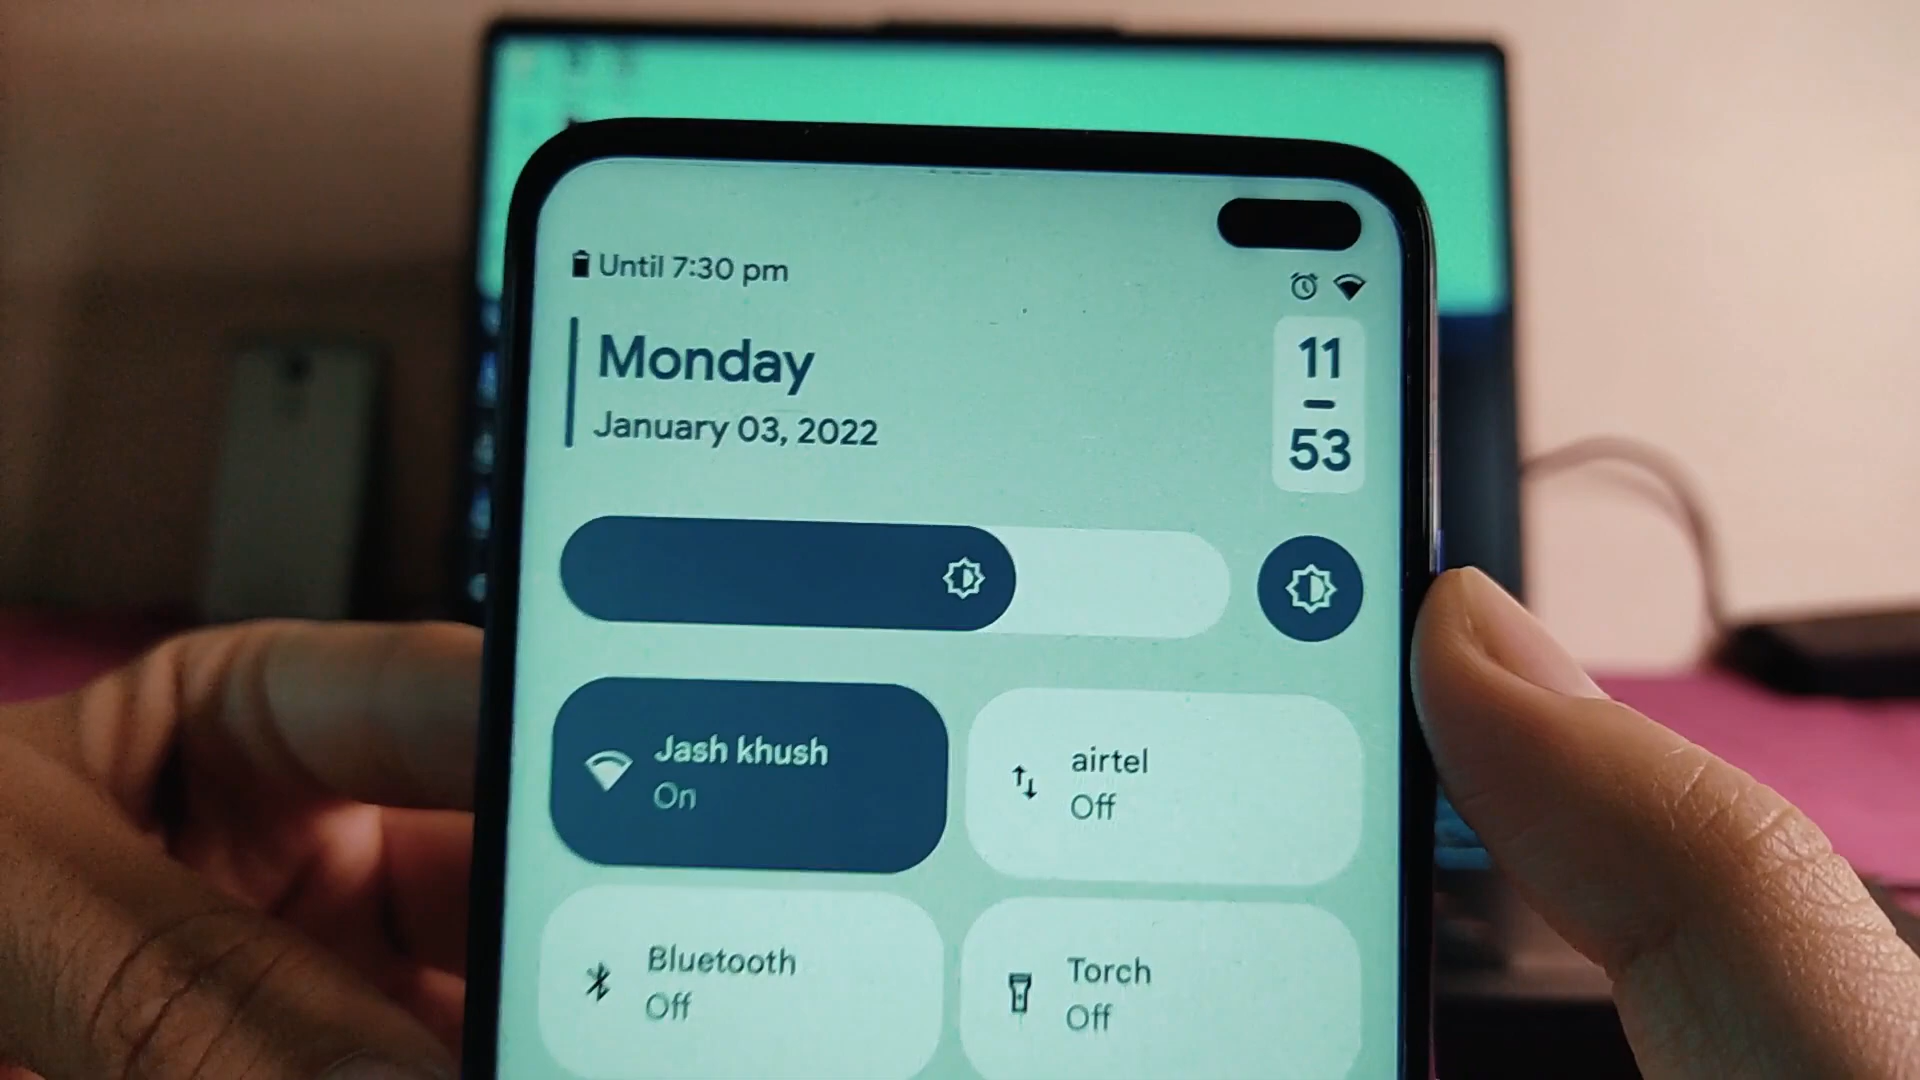 Until 7:30 pm
Monday
January 03, 2022
11
53
Jash khush
On
airtel
Off
Bluetooth
Off
Torch
Off